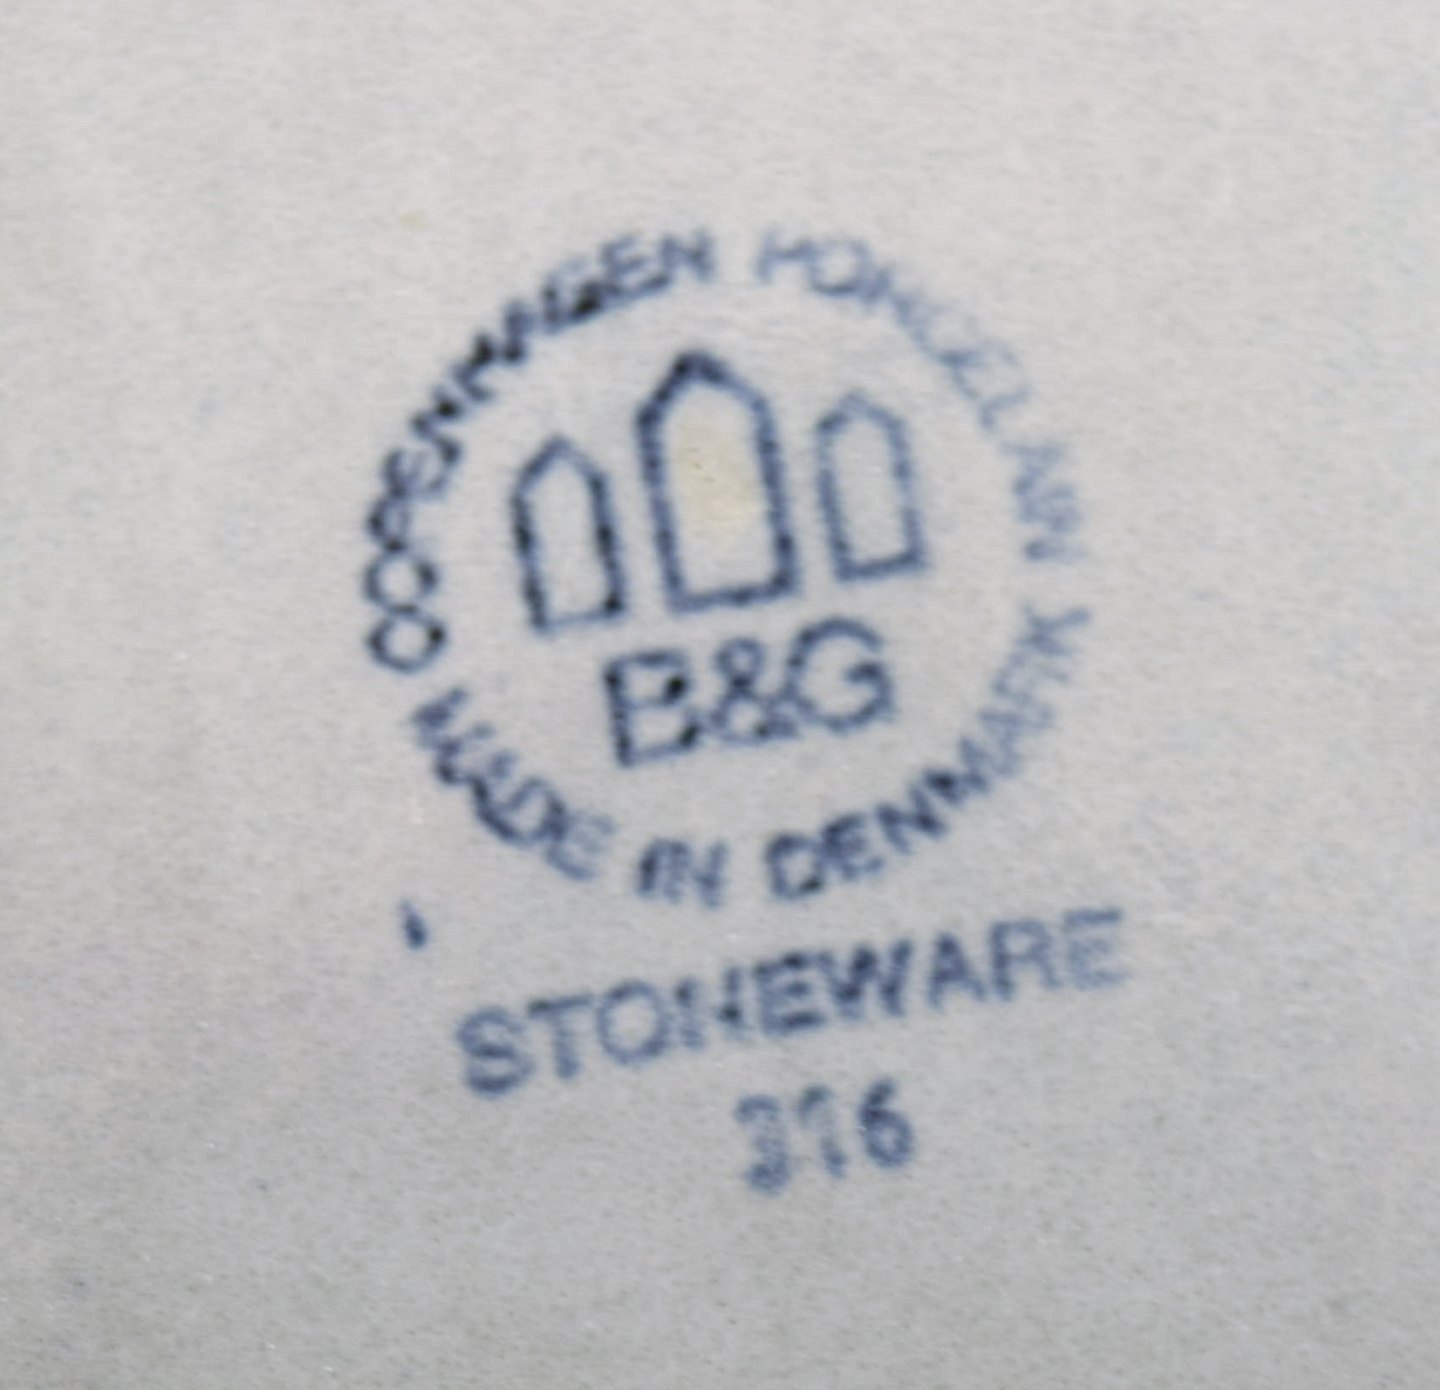 COPENHAGEN PORCELAIN
B&G
MADE IN DENMARK
STONEWARE
316